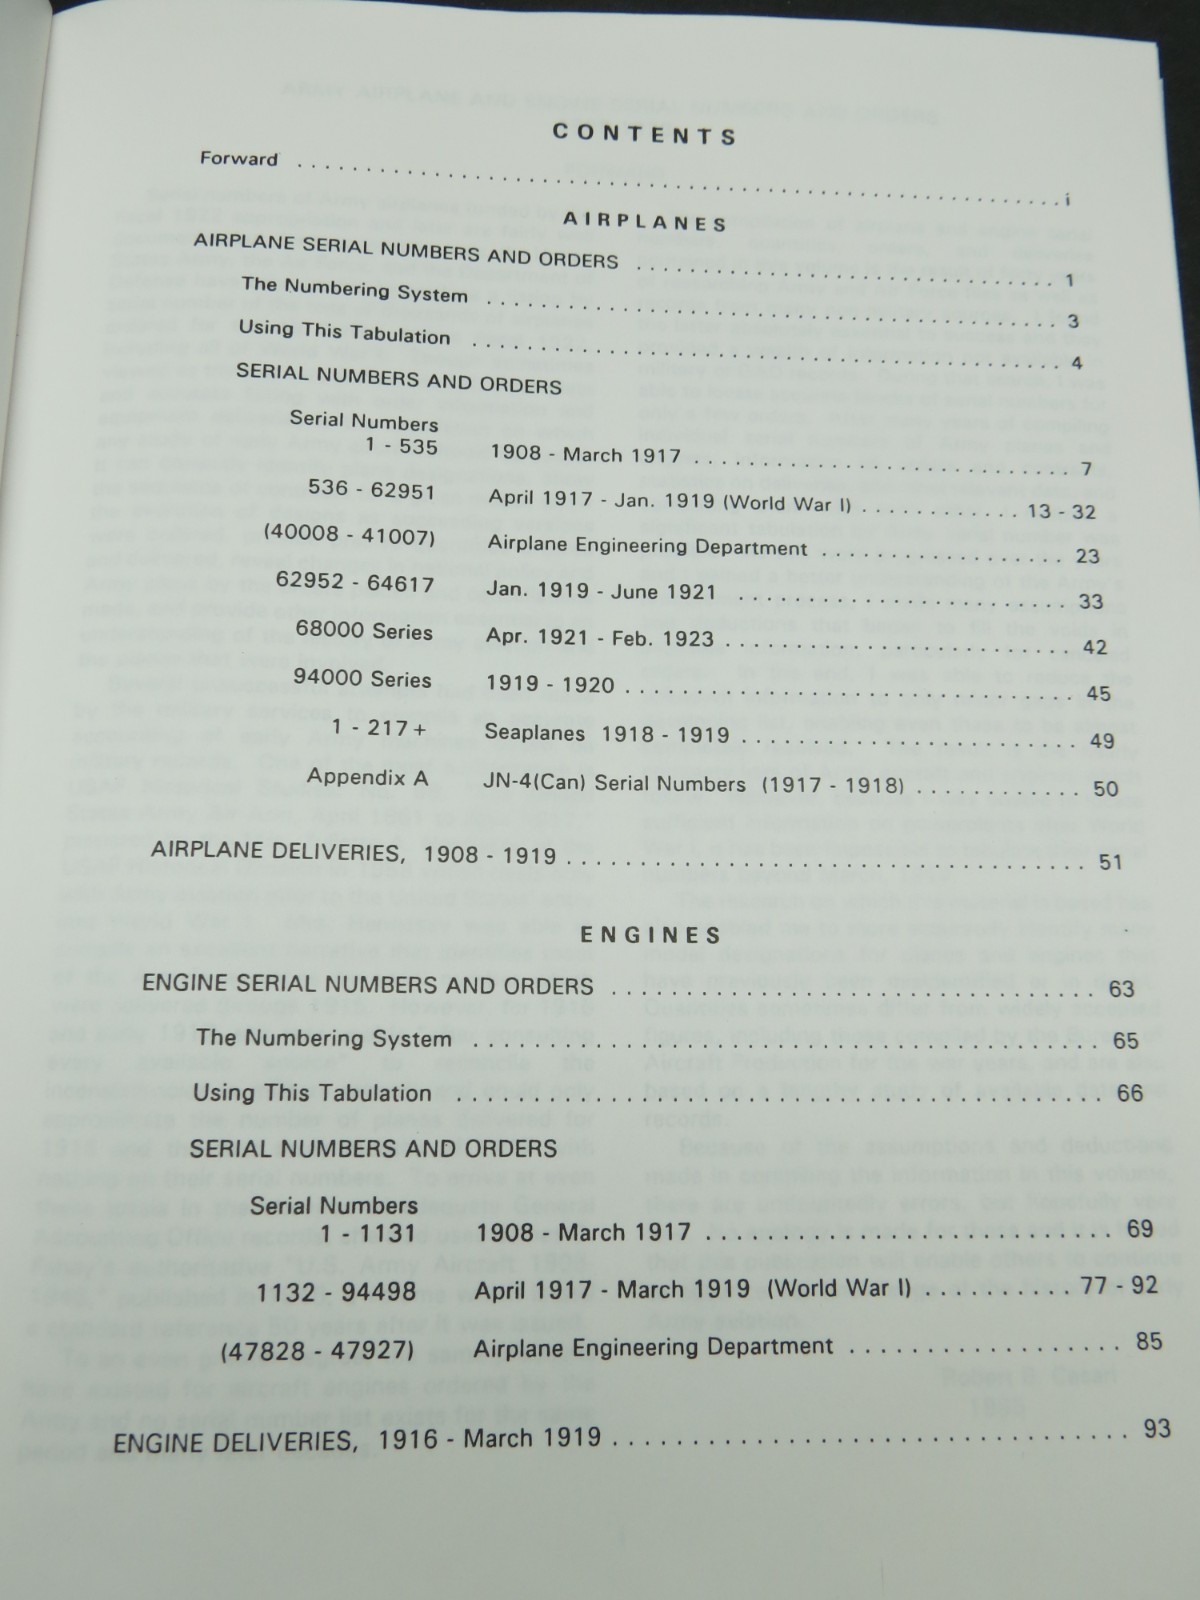 CONTENTS
Forward . . . . . . . . . . . . . . . . . . . . . . . . . . . . . . i
AIRPLANES
AIRPLANE SERIAL NUMBERS AND ORDERS . . . . . . . . . . . . . . . . . . . . 1
The Numbering System . . . . . . . . . . . . . . . . . . . . 3
Using This Tabulation . . . . . . . . . . . . . . . . . . . . 4
SERIAL NUMBERS AND ORDERS
Serial Numbers
1 - 535 1908 - March 1917 . . . . . . . . . . . . . . . . . . . . 7
536 - 62951 April 1917 - Jan. 1919 (World War I) . . . . . . . . . . . . 13 - 32
(40008 - 41007) Airplane Engineering Department . . . . . . . . . . . . . . 23
62952 - 64617 Jan. 1919 - June 1921 . . . . . . . . . . . . . . . . . . . . 33
68000 Series Apr. 1921 - Feb. 1923 . . . . . . . . . . . . . . . . . . . . 42
94000 Series 1919 - 1920 . . . . . . . . . . . . . . . . . . . . 45
1 - 217+ Seaplanes 1918 - 1919 . . . . . . . . . . . . . . . . . . . . 49
Appendix A JN-4(Can) Serial Numbers (1917 - 1918) . . . . . . . . . . . . 50
AIRPLANE DELIVERIES, 1908 - 1919 . . . . . . . . . . . . . . . . . . . . 51
ENGINES
ENGINE SERIAL NUMBERS AND ORDERS . . . . . . . . . . . . . . . . . . . . 63
The Numbering System . . . . . . . . . . . . . . . . . . . . 65
Using This Tabulation . . . . . . . . . . . . . . . . . . . . 66
SERIAL NUMBERS AND ORDERS
Serial Numbers
1 - 1131 1908 - March 1917 . . . . . . . . . . . . . . . . . . . . 69
1132 - 94498 April 1917 - March 1919 (World War I) . . . . . . . . . . 77 - 92
(47828 - 47927) Airplane Engineering Department . . . . . . . . . . . . . . . . 85
ENGINE DELIVERIES, 1916 - March 1919 . . . . . . . . . . . . . . . . . . . . 93